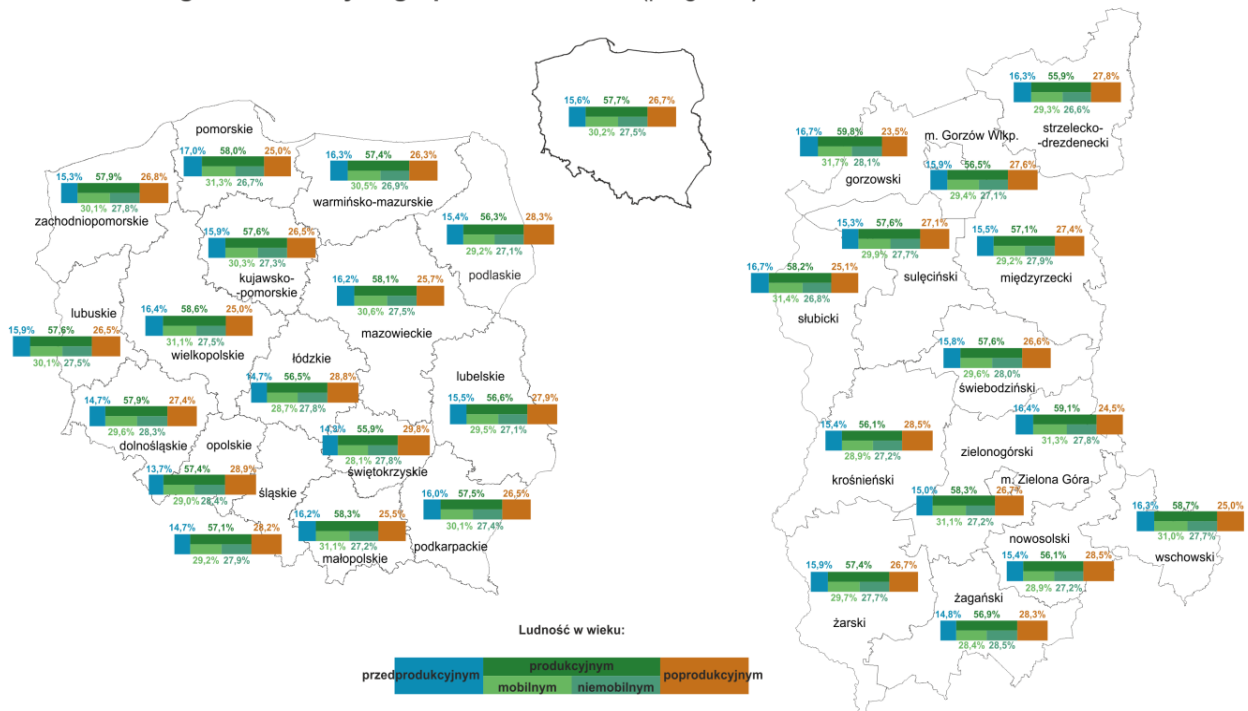 15,6% 57,7% 26,7%
30,2% 27,5%
pomorskie
17,0% 58,0% 25,0%
31,3% 26,7%
16,3% 57,4% 26,3%
30,5% 26,9%
warmińsko-mazurskie
15,3% 57,9% 26,8%
30,1% 27,8%
zachodniopomorskie
15,4% 56,3% 28,3%
29,2% 27,1%
podlaskie
15,9% 57,6% 26,5%
30,3% 27,3%
kujawsko-
-pomorskie
16,2% 58,1% 25,7%
30,6% 27,5%
mazowieckie
lubuskie
15,9% 57,6% 26,5%
30,1% 27,5%
16,4% 58,6% 25,0%
31,1% 27,5%
wielkopolskie
łódzkie
14,7% 56,5% 28,8%
28,7% 27,8%
lubelskie
15,5% 56,6% 27,9%
29,5% 27,1%
14,7% 57,9% 27,4%
29,6% 28,3%
dolnośląskie
opolskie
13,7% 57,4% 28,9%
29,0% 28,4%
55,9% 29,8%
28,1% 27,8%
świętokrzyskie
śląskie
14,7% 57,1% 28,2%
29,2% 27,9%
16,2% 58,3% 25,5%
31,1% 27,2%
małopolskie
16,0% 57,5% 26,5%
30,1% 27,4%
podkarpackie
16,3% 55,9% 27,8%
29,3% 26,6%
strzelecko-
-drezdenecki
16,7% 59,8% 23,5%
31,7% 28,1%
gorzowski
m. Gorzów Wlkp.
15,9% 56,5% 27,6%
29,4% 27,1%
15,3% 57,6% 27,1%
29,9% 27,7%
sulęciński
15,5% 57,1% 27,4%
29,2% 27,9%
międzyrzecki
16,7% 58,2% 25,1%
31,4% 26,8%
słubicki
15,8% 57,6% 26,6%
29,6% 28,0%
świebodziński
16,4% 59,1% 24,5%
31,3% 27,8%
zielonogórski
15,4% 56,1% 28,5%
28,9% 27,2%
krośnieński
m. Zielona Góra
15,0% 58,3% 26,7%
31,1% 27,2%
16,3% 58,7% 25,0%
31,0% 27,7%
wschowski
nowosolski
15,4% 56,1% 28,5%
28,9% 27,2%
15,9% 57,4% 26,7%
29,7% 27,7%
żarski
żagański
14,8% 56,9% 28,3%
28,4% 28,5%
Ludność w wieku:
przedprodukcyjnym produkcyjnym poprodukcyjnym
mobilnym niemobilnym